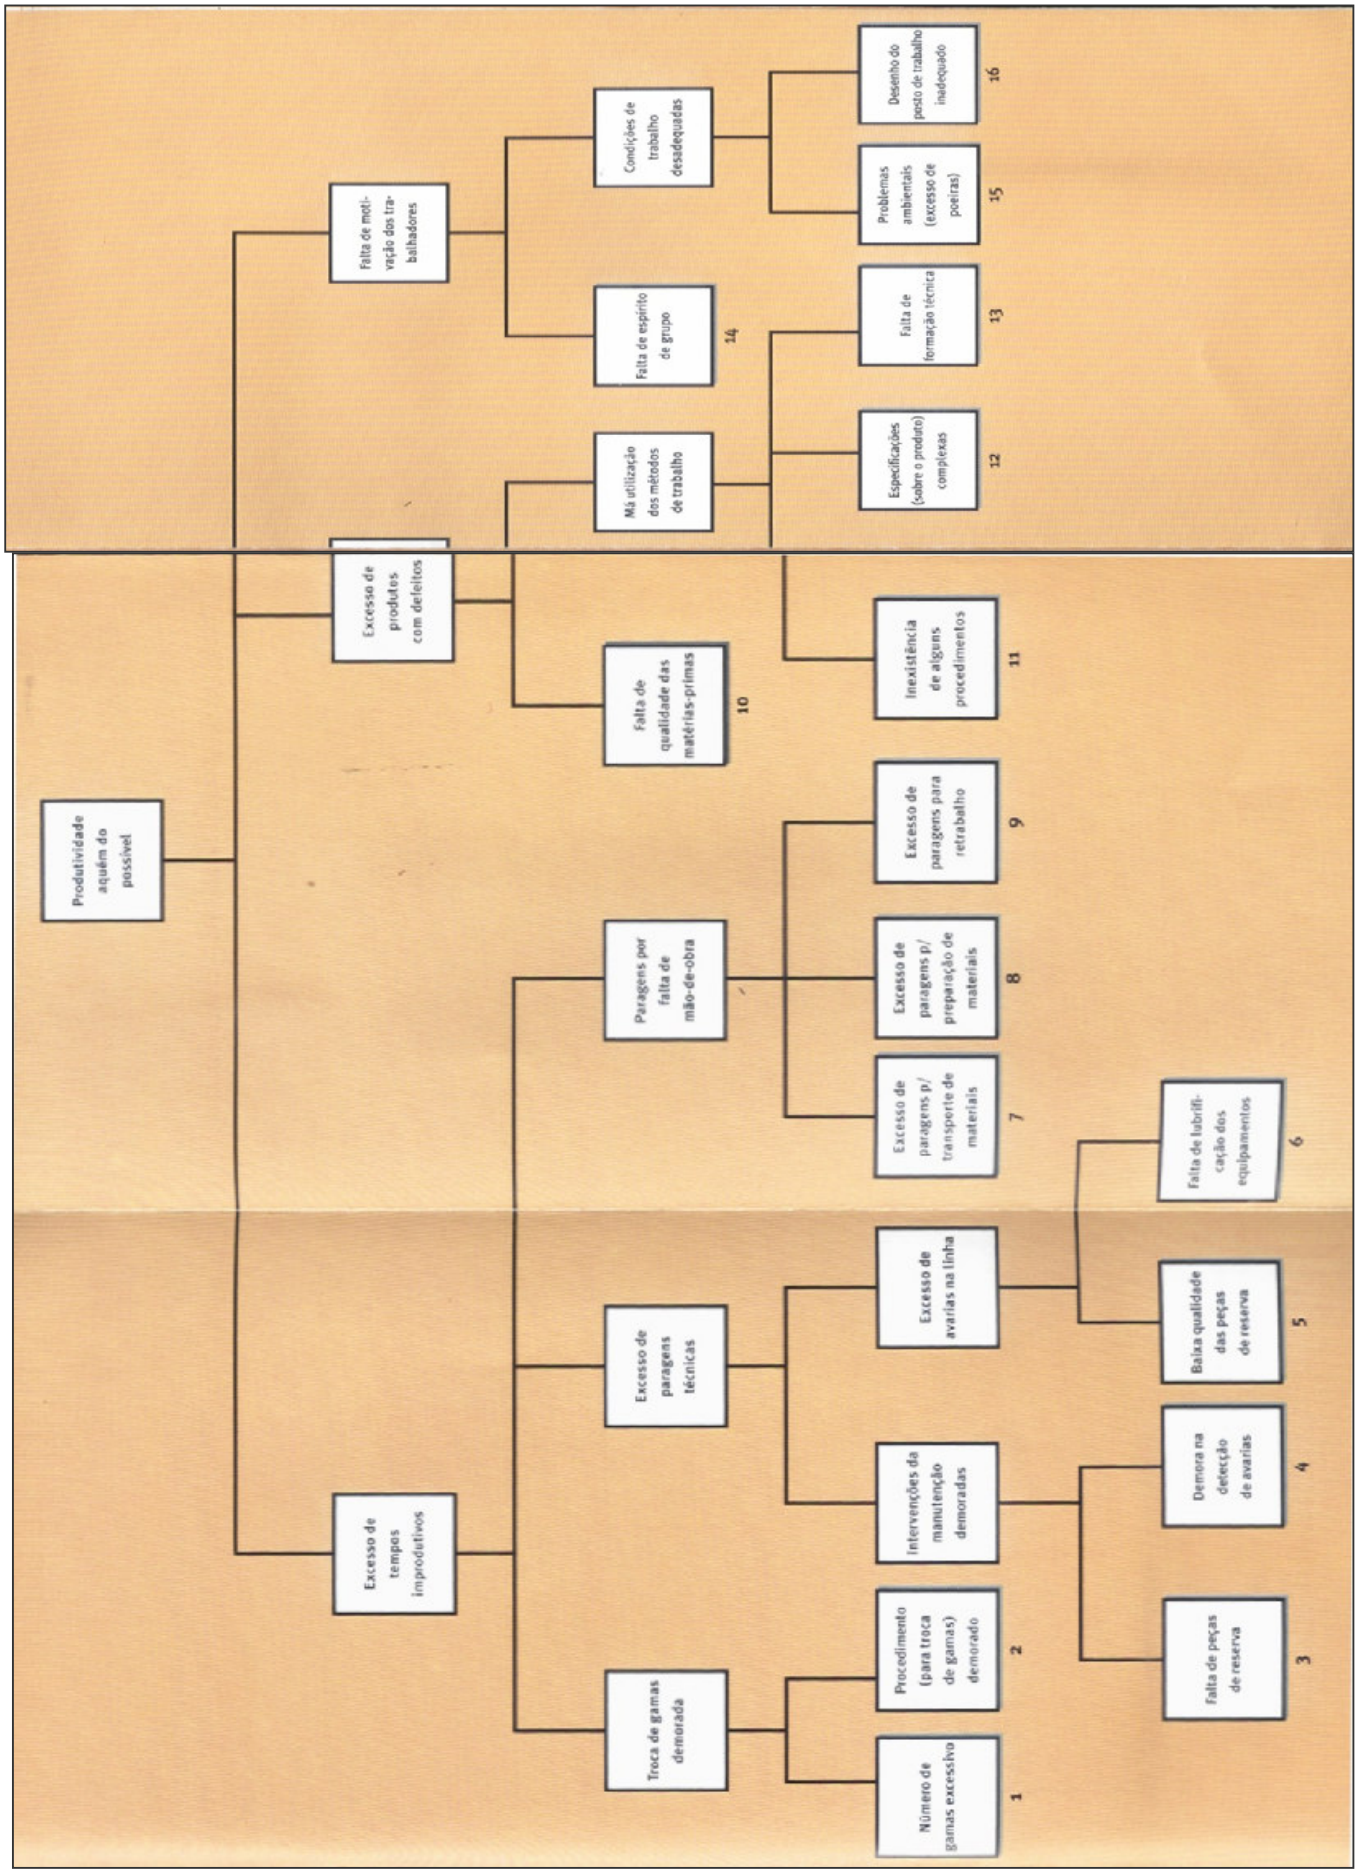 Produtividade
aquém do
possível
Excesso de
tempos
improdutivos
Excesso de
produtos
com defeitos
Falta de moti-
vação dos tra-
balhadores
Troca de gamas
demorada
Excesso de
paragens
técnicas
Paragens por
falta de
mão-de-obra
Falta de
qualidade das
matérias-primas
10
Má utilização
dos métodos
de trabalho
Falta de espírito
de grupo
14
Condições de
trabalho
desadequadas
Número de
gamas excessivo
1
Procedimento
(para troca
de gamas)
demorado
2
Intervenções da
manutenção
demoradas
Excesso de
avarias na linha
Excesso de
paragens p/
transporte de
materiais
7
Excesso de
paragens p/
preparação de
materiais
8
Excesso de
paragens para
retrabalho
9
Inexistência
de alguns
procedimentos
11
Especificações
(sobre o produto)
complexas
12
Falta de
formação técnica
13
Problemas
ambientais
(excesso de
poeiras)
15
Desenho do
posto de trabalho
inadequado
16
Falta de peças
de reserva
3
Demora na
detecção
de avarias
4
Baixa qualidade
das peças
de reserva
5
Falta de lubrifi-
cação dos
equipamentos
6